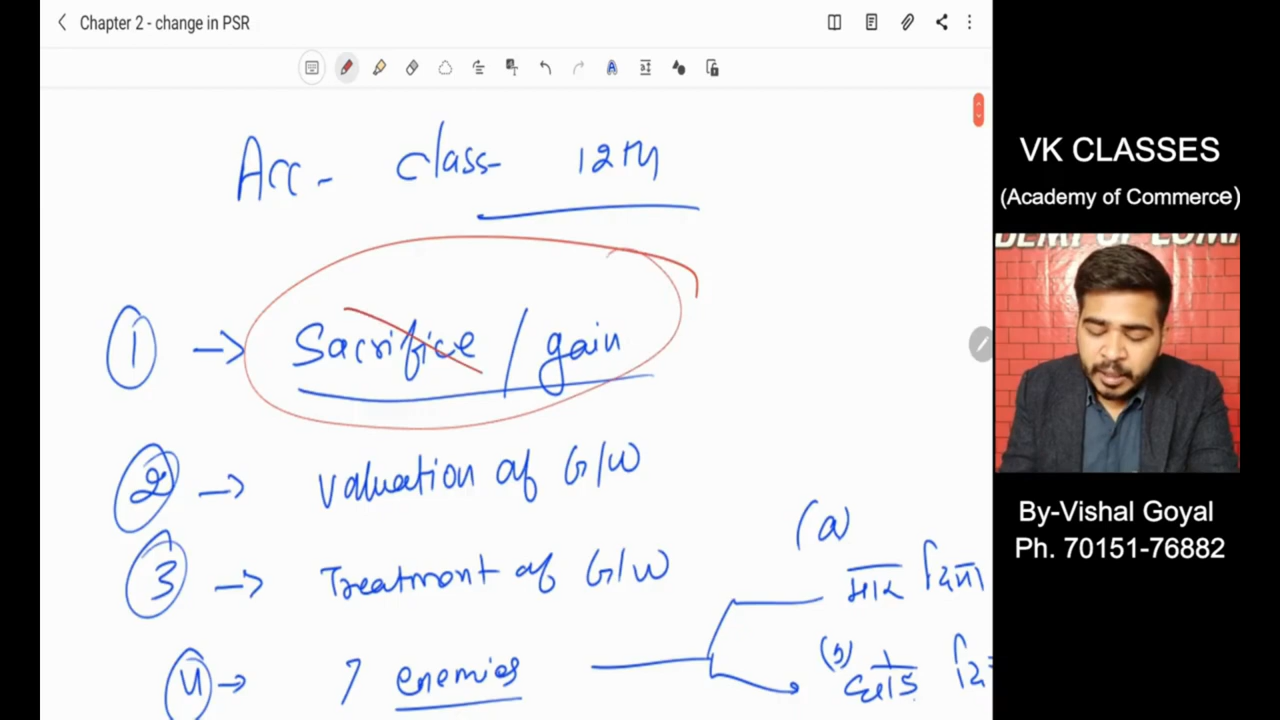 Chapter 2 - change in PSR
Acc - class 12th
1 → Sacrifice / gain
2 → valuation of G/W
3 → Treatment of G/W
(a)
मार दिया
4 → 7 enemies
(b)
छोड़
VK CLASSES
(Academy of Commerce)
By-Vishal Goyal
Ph. 70151-76882